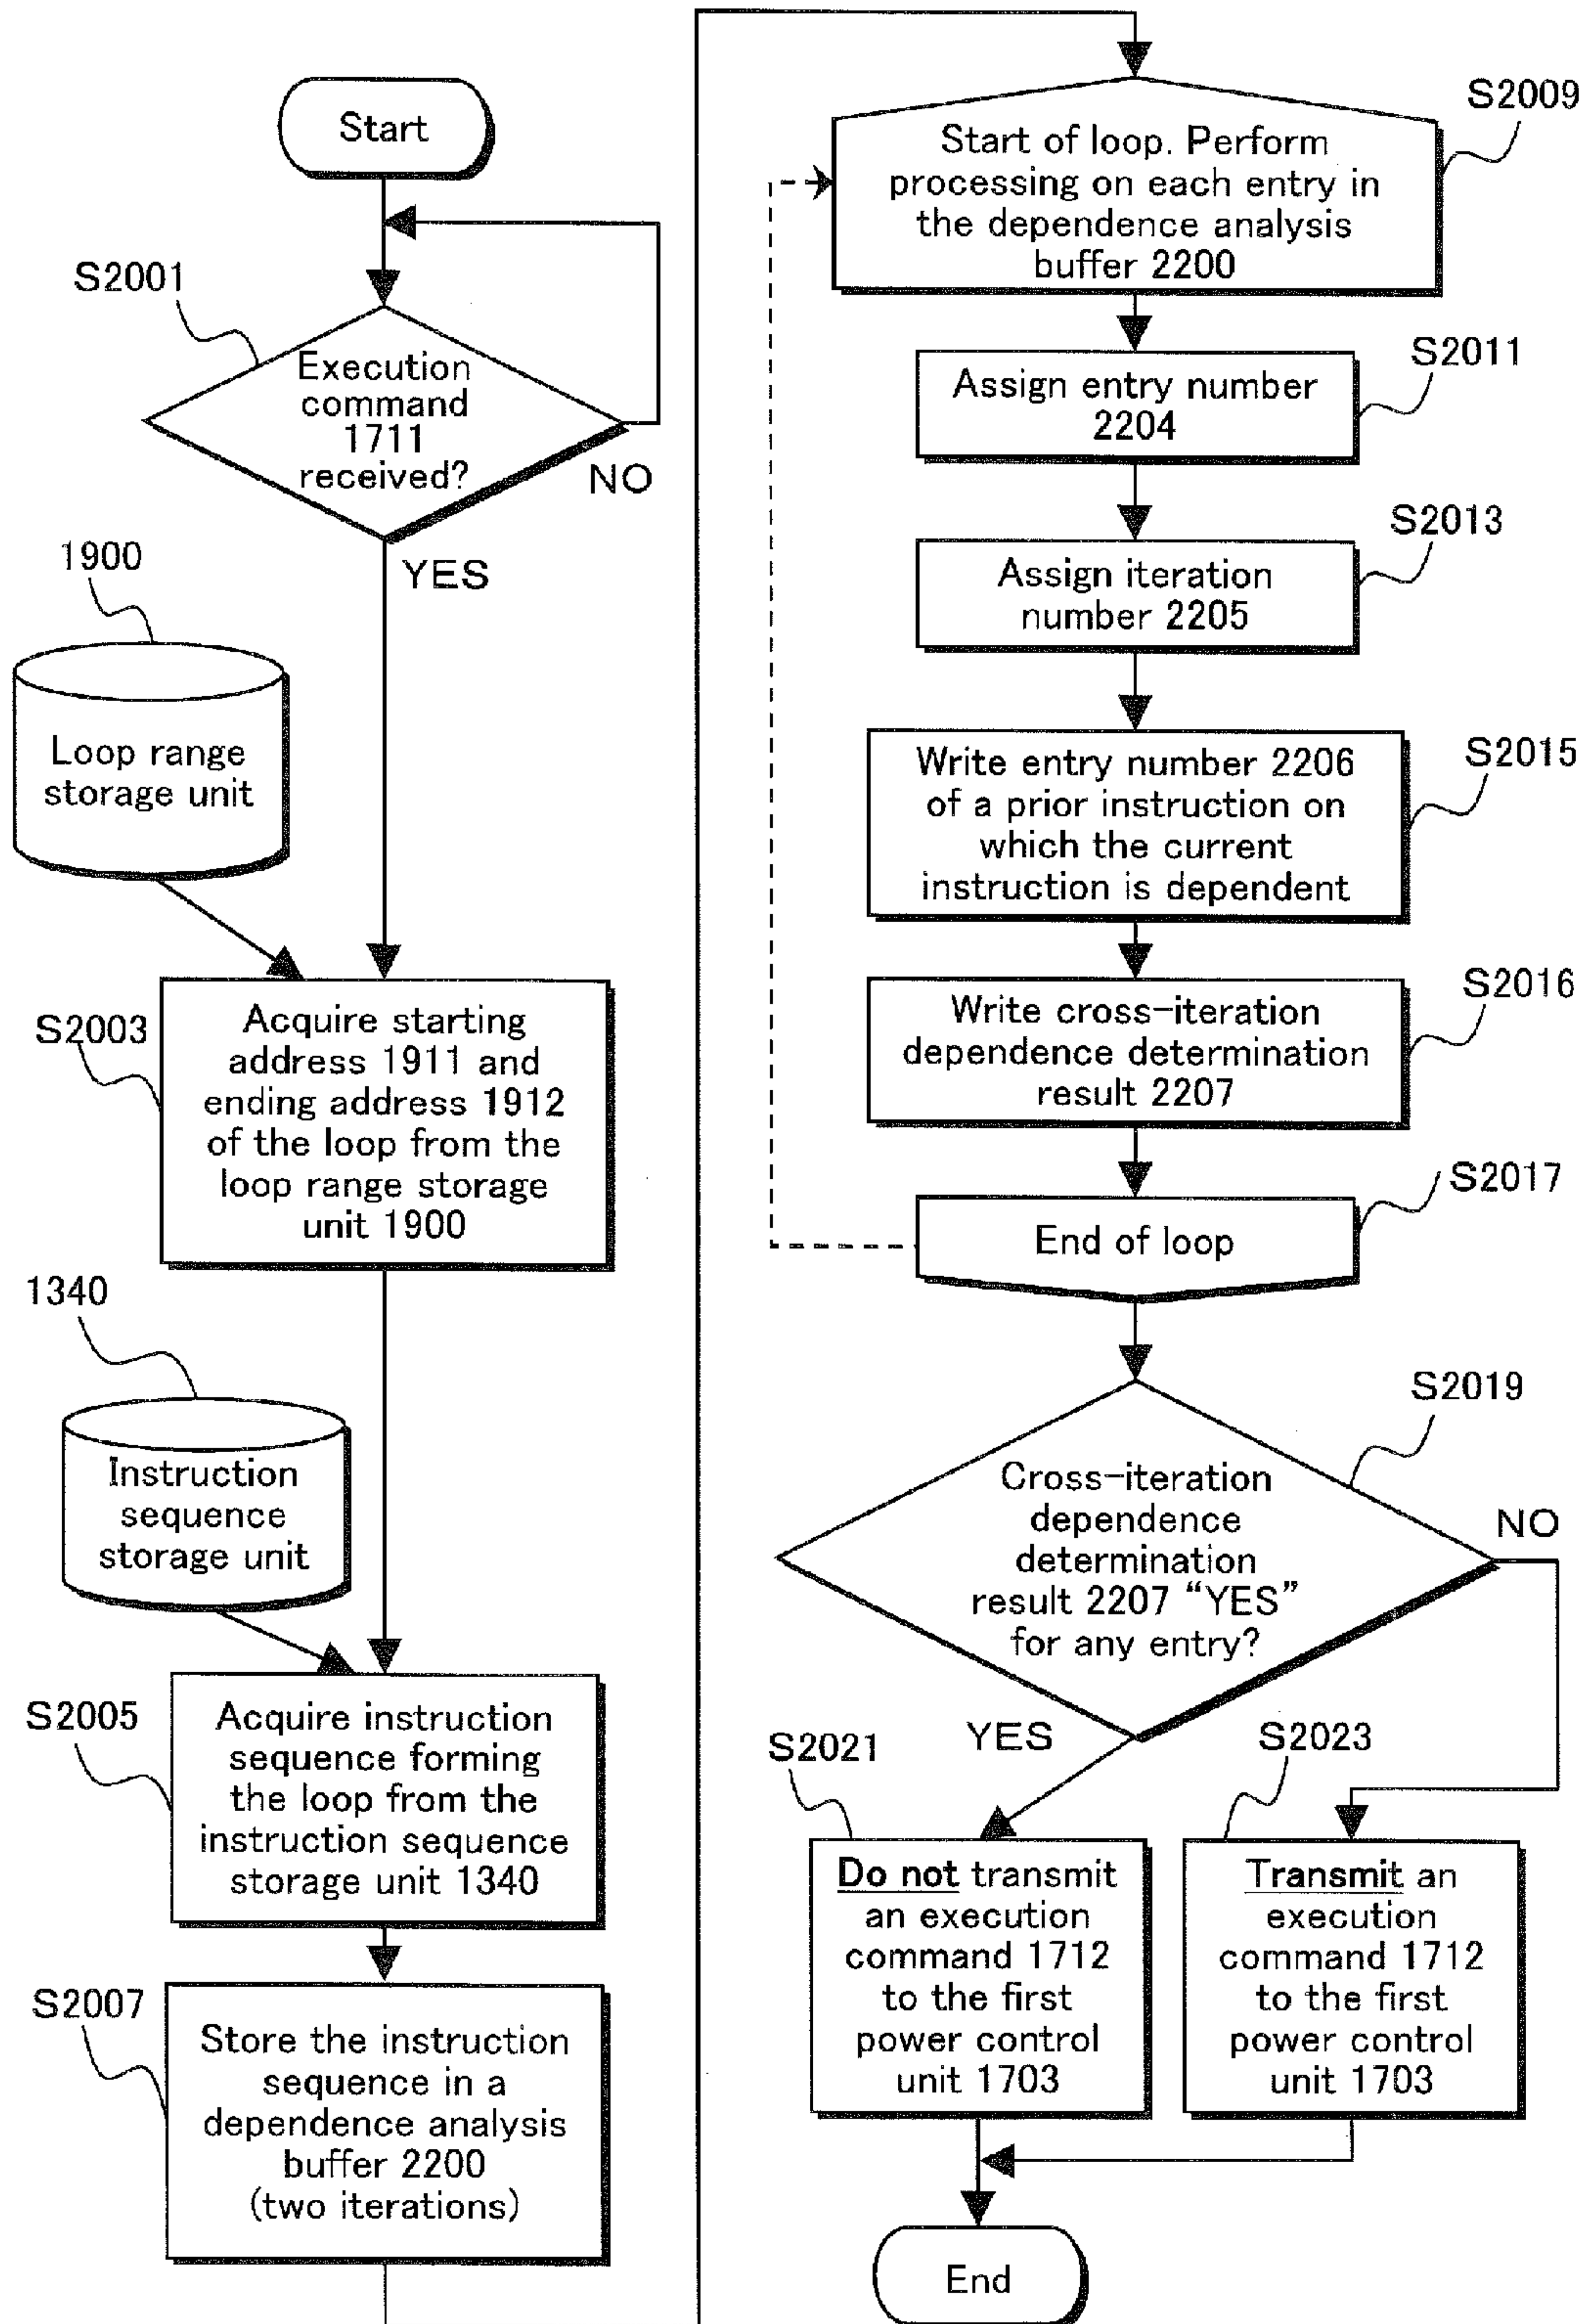 Start
S2001
Execution
command
1711
received?
NO
YES
1900
Loop range
storage unit
S2003
Acquire starting
address 1911 and
ending address 1912
of the loop from the
loop range storage
unit 1900
1340
Instruction
sequence
storage unit
S2005
Acquire instruction
sequence forming
the loop from the
instruction sequence
storage unit 1340
S2007
Store the instruction
sequence in a
dependence analysis
buffer 2200
(two iterations)
S2009
Start of loop. Perform
processing on each entry in
the dependence analysis
buffer 2200
S2011
Assign entry number
2204
S2013
Assign iteration
number 2205
S2015
Write entry number 2206
of a prior instruction on
which the current
instruction is dependent
S2016
Write cross-iteration
dependence determination
result 2207
S2017
End of loop
S2019
Cross-iteration
dependence
determination
result 2207 “YES”
for any entry?
NO
YES
S2021
Do not transmit
an execution
command 1712
to the first
power control
unit 1703
S2023
Transmit an
execution
command 1712
to the first
power control
unit 1703
End